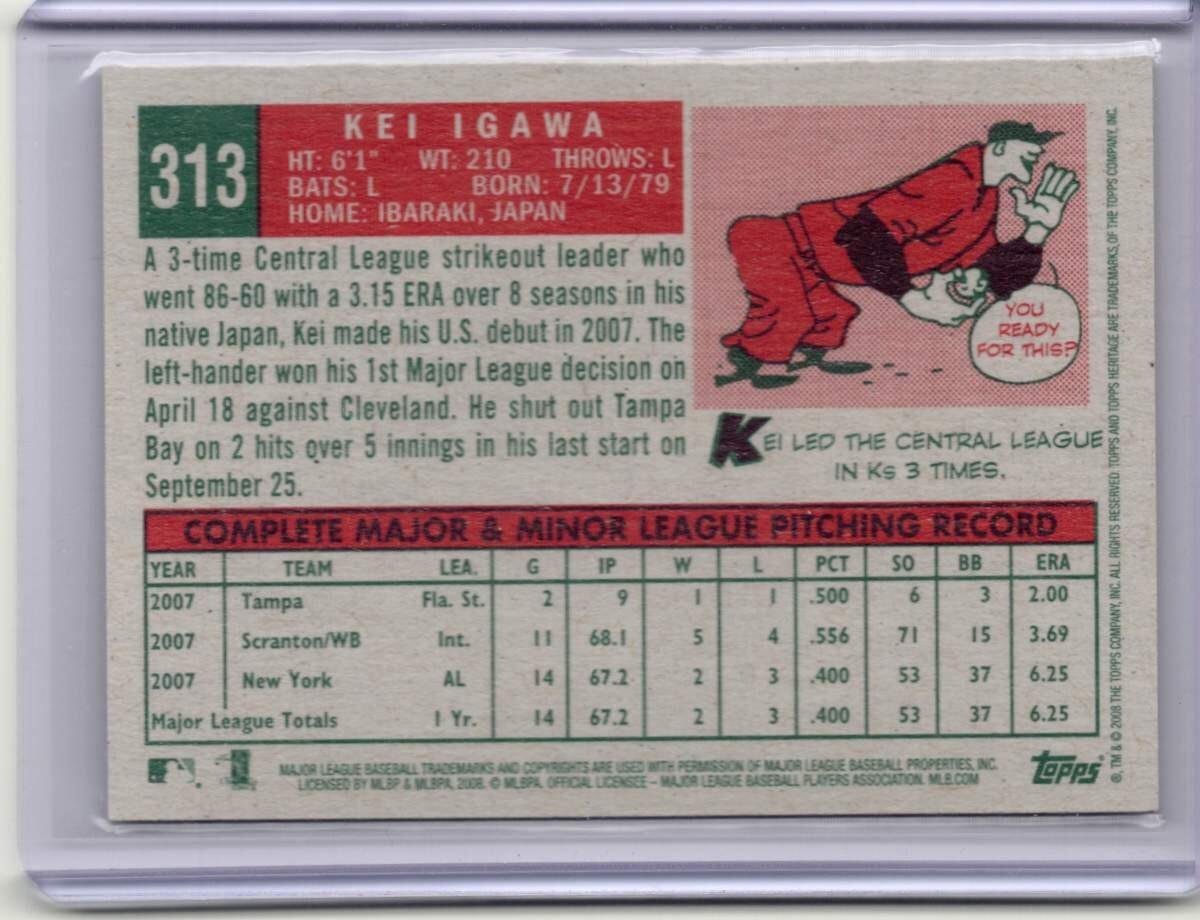 313
KEI IGAWA
HT: 6'1" WT: 210 THROWS: L
BATS: L BORN: 7/13/79
HOME: IBARAKI, JAPAN
A 3-time Central League strikeout leader who
went 86-60 with a 3.15 ERA over 8 seasons in his
native Japan, Kei made his U.S. debut in 2007. The
left-hander won his 1st Major League decision on
April 18 against Cleveland. He shut out Tampa
Bay on 2 hits over 5 innings in his last start on
September 25.
YOU
READY
FOR THIS?
KEI LED THE CENTRAL LEAGUE
IN Ks 3 TIMES.
COMPLETE MAJOR & MINOR LEAGUE PITCHING RECORD
YEAR TEAM LEA. G IP W L PCT SO BB ERA
2007 Tampa Fla. St. 2 9 1 1 .500 6 3 2.00
2007 Scranton/WB Int. 11 68.1 5 4 .556 71 15 3.69
2007 New York AL 14 67.2 2 3 .400 53 37 6.25
Major League Totals 1 Yr. 14 67.2 2 3 .400 53 37 6.25
MAJOR LEAGUE BASEBALL TRADEMARKS AND COPYRIGHTS ARE USED WITH PERMISSION OF MAJOR LEAGUE BASEBALL PROPERTIES, INC.
LICENSED BY MLBP & MLBPA, 2008. © MLBPA. OFFICIAL LICENSEE – MAJOR LEAGUE BASEBALL PLAYERS ASSOCIATION. MLB.COM
topps®
®, TM & © 2008 THE TOPPS COMPANY, INC. ALL RIGHTS RESERVED. TOPPS AND TOPPS HERITAGE ARE TRADEMARKS, OF THE TOPPS COMPANY, INC.